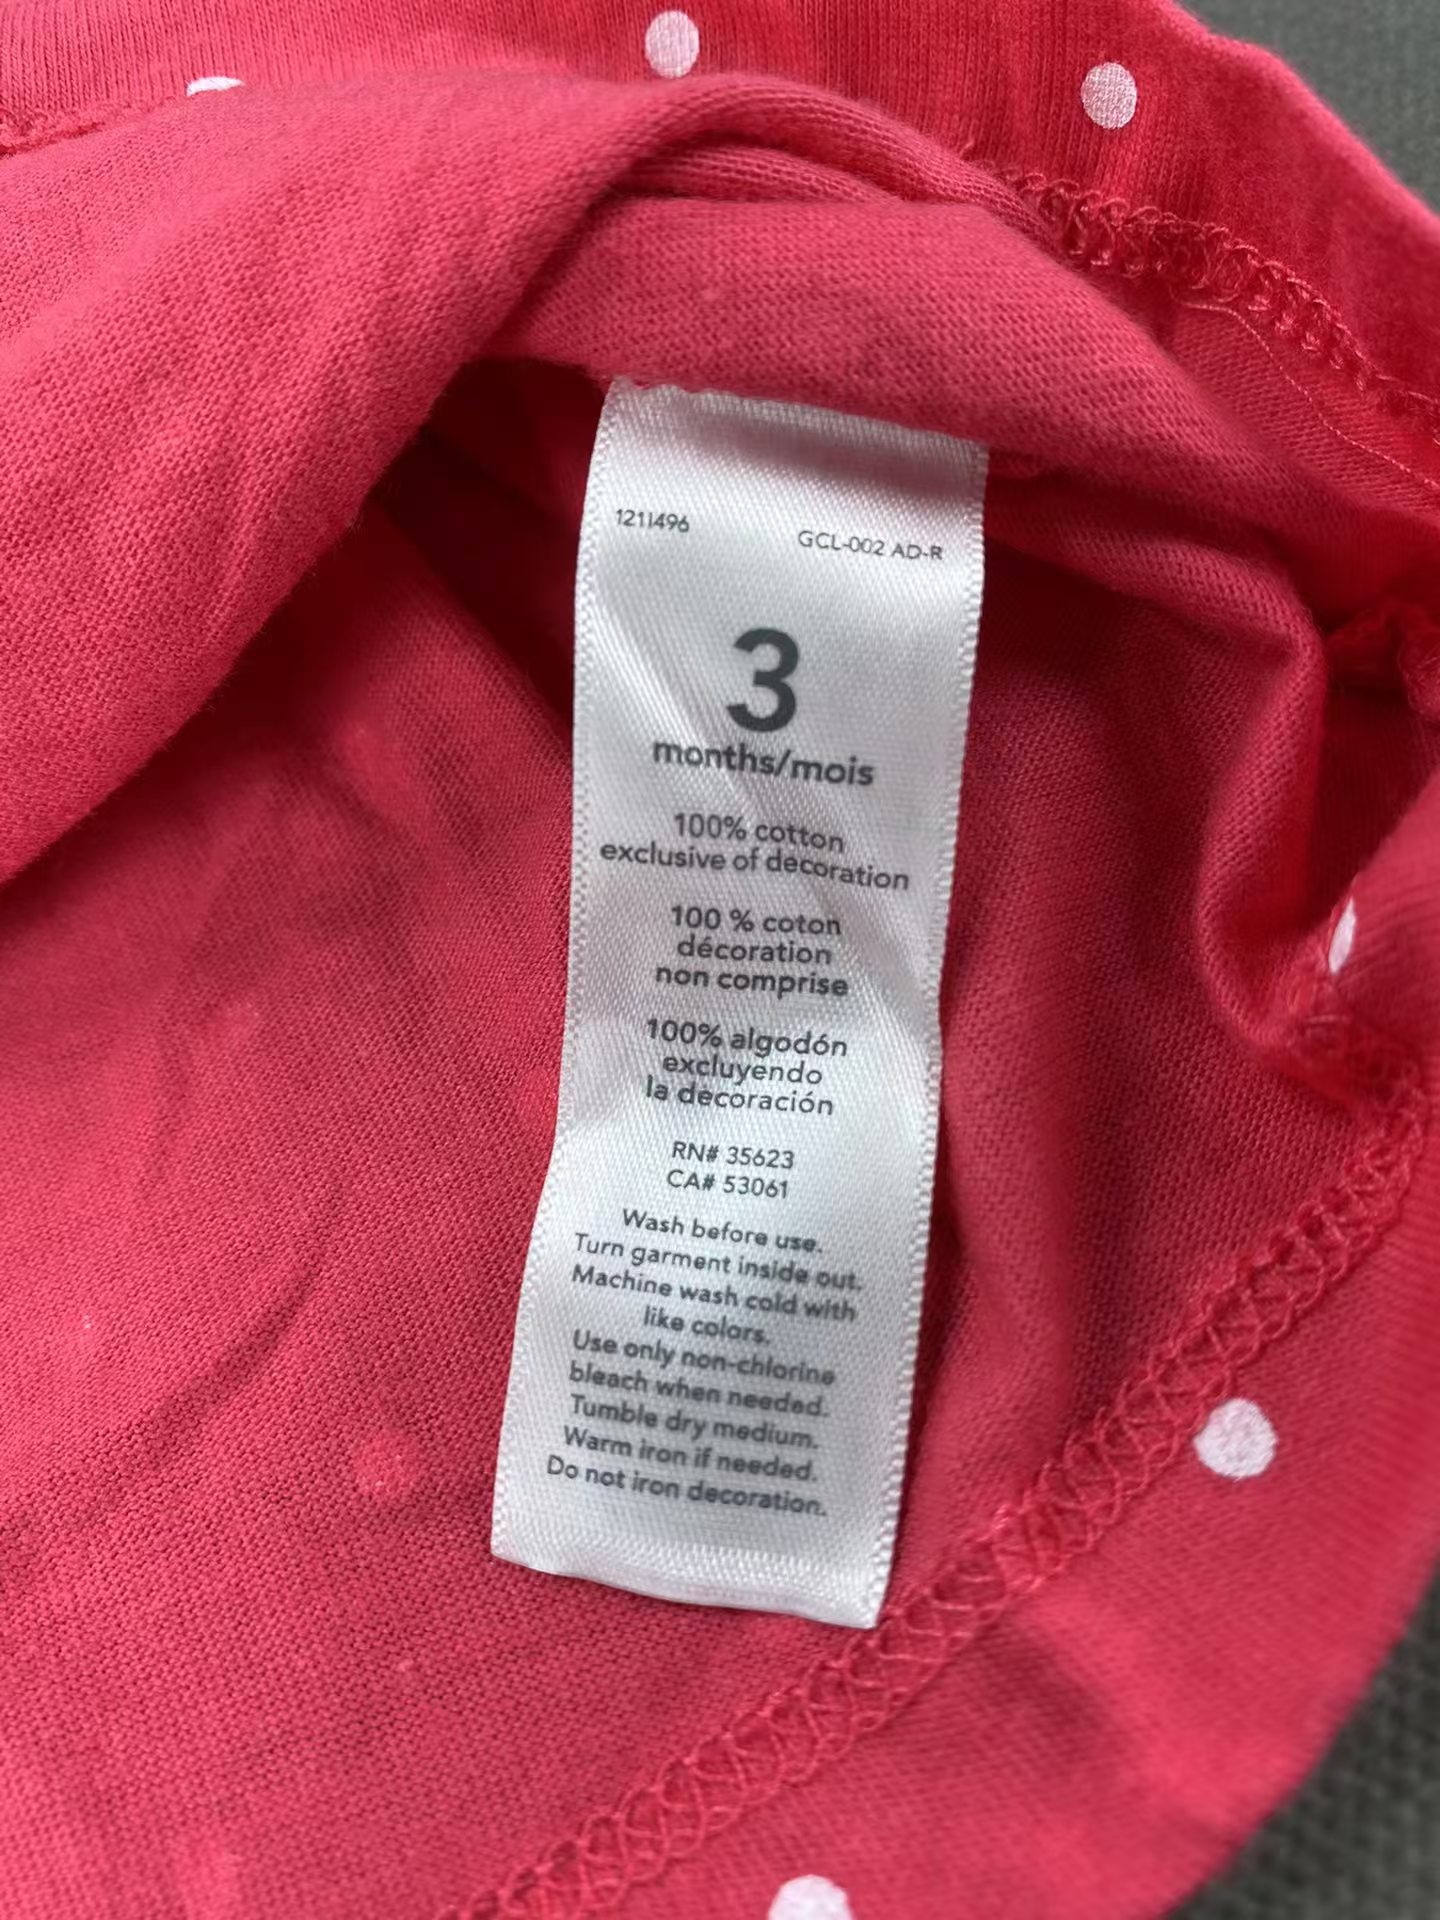 1211496
GCL-002 AD-R
3
months/mois
100% cotton
exclusive of decoration
100 % coton
décoration
non comprise
100% algodón
excluyendo
la decoración
RN# 35623
CA# 53061
Wash before use.
Turn garment inside out.
Machine wash cold with
like colors.
Use only non-chlorine
bleach when needed.
Tumble dry medium.
Warm iron if needed.
Do not iron decoration.